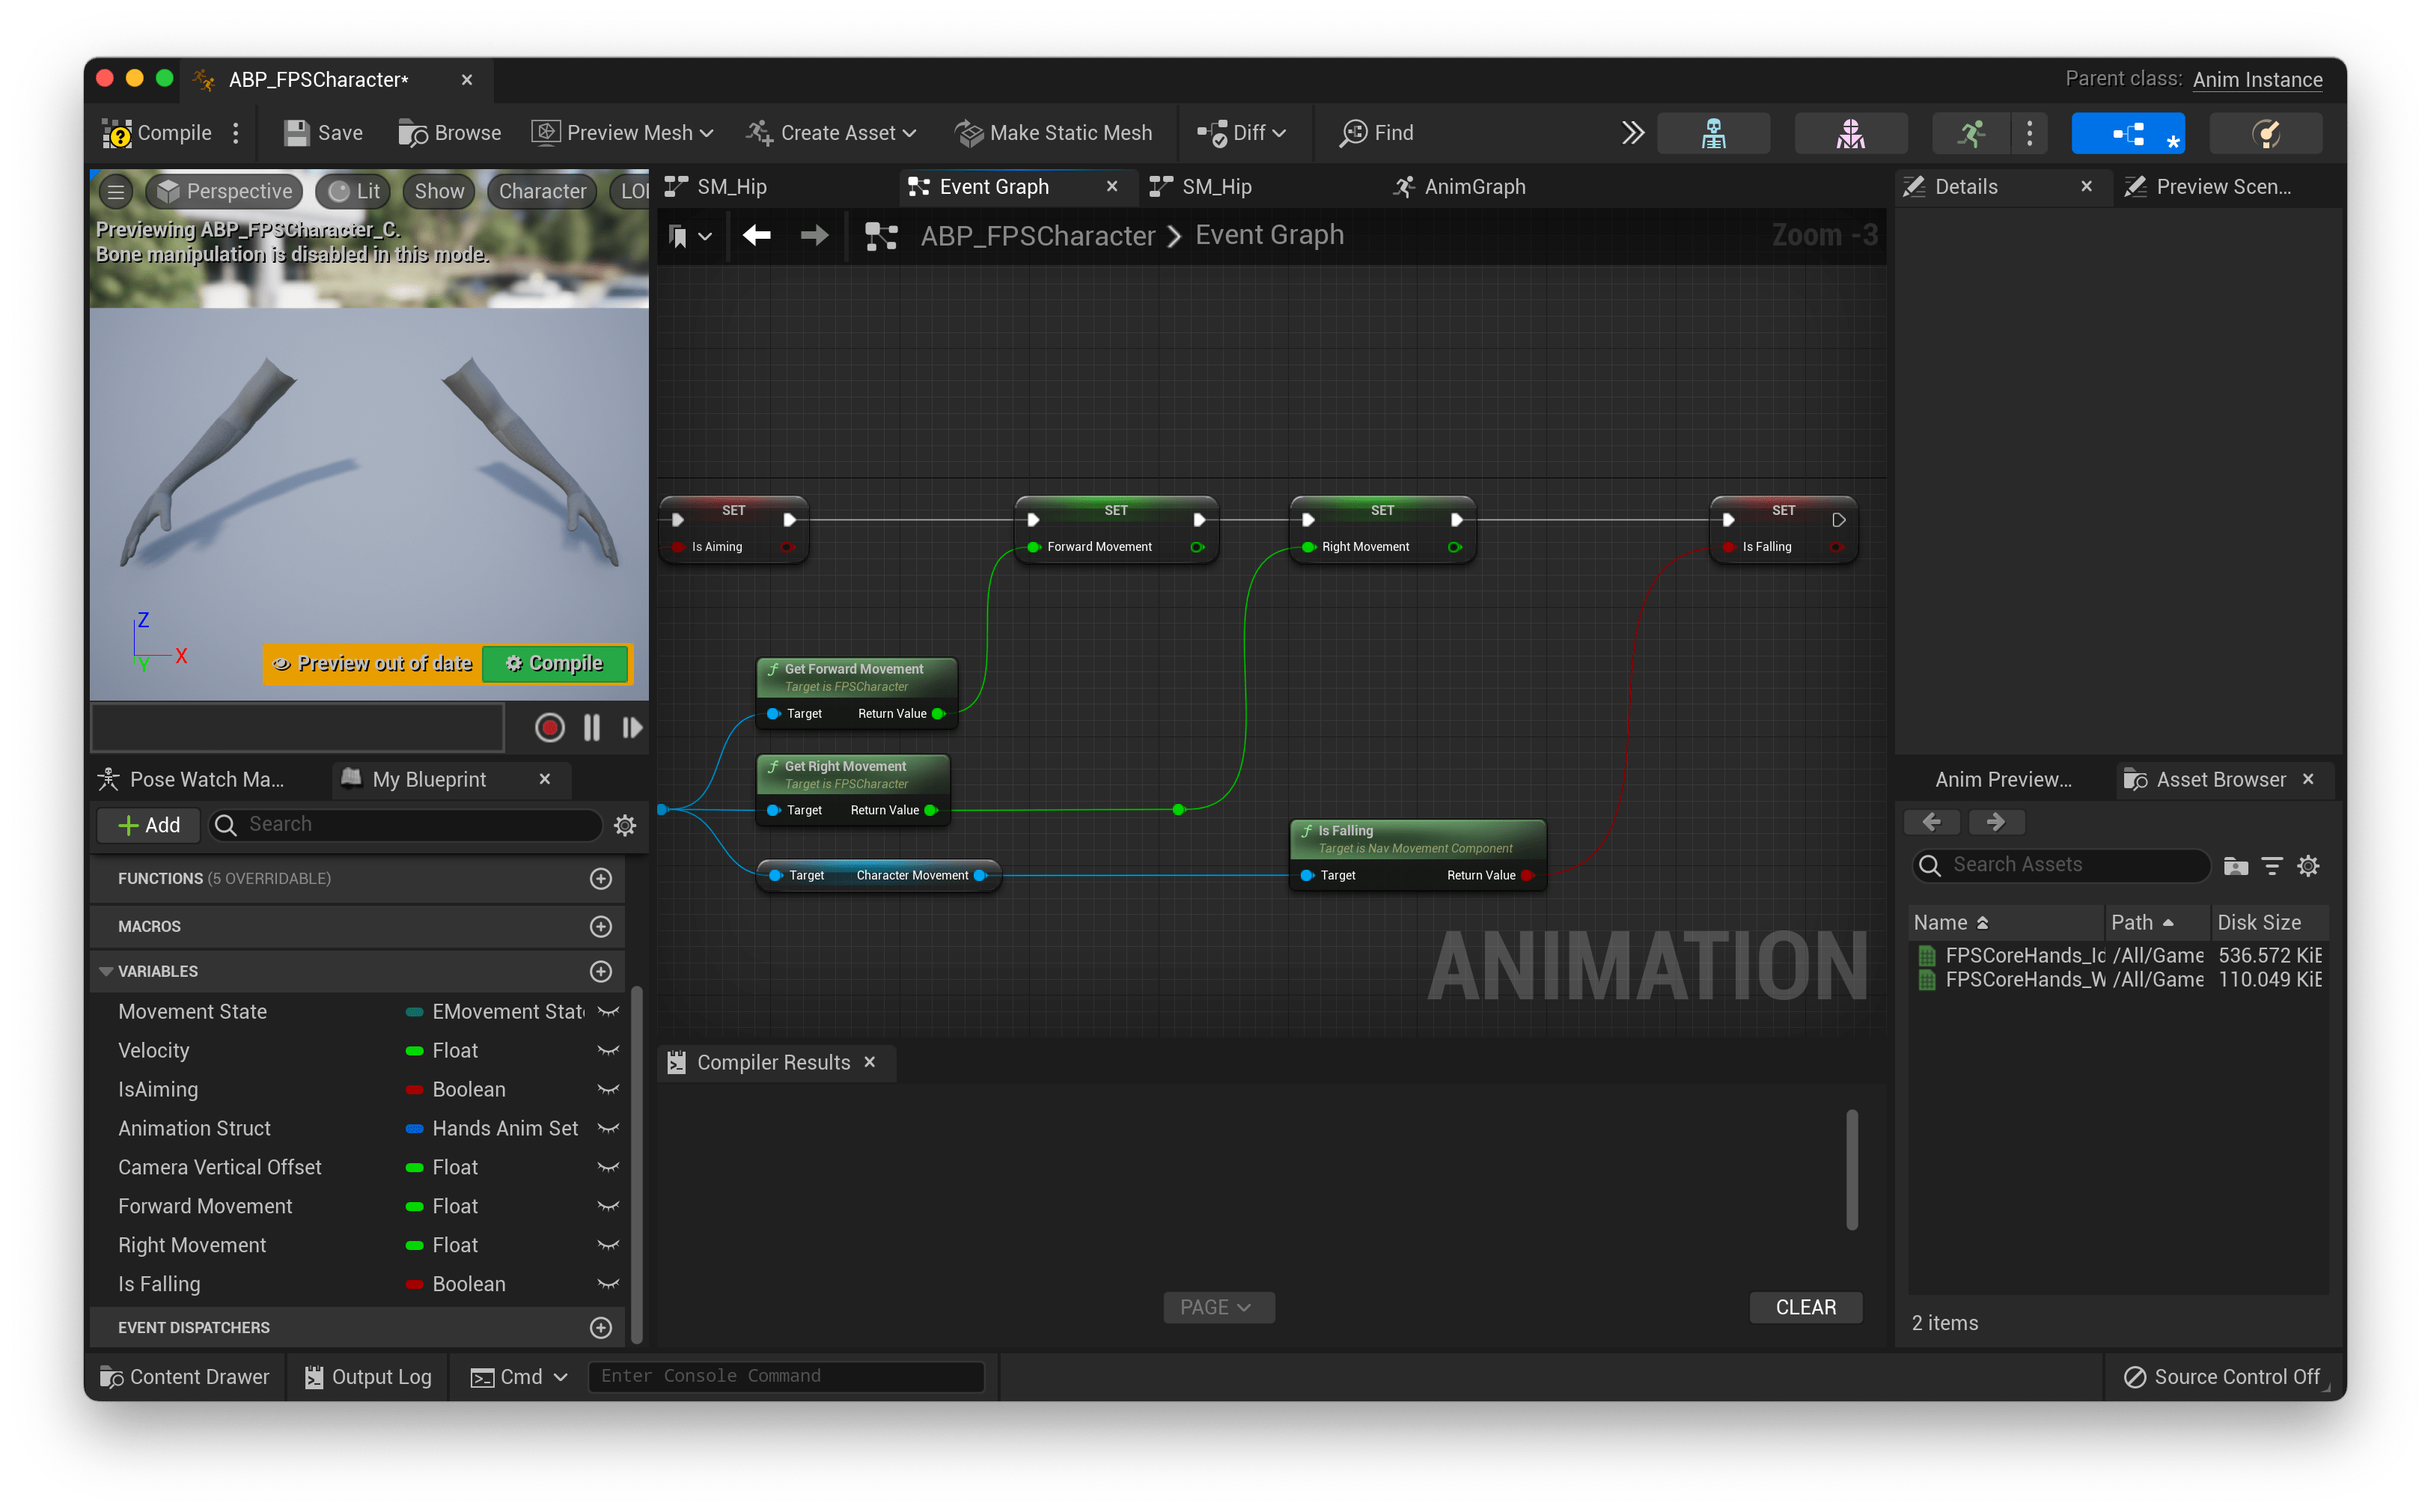 ABP_FPSCharacter*
Parent class: Anim Instance
Compile
Save
Browse
Preview Mesh
Create Asset
Make Static Mesh
Diff
Find
Perspective
Lit
Show
Character
Previewing ABP_FPSCharacter_C.
Bone manipulation is disabled in this mode.
Z
X
Y
Preview out of date
Compile
SM_Hip
Event Graph
SM_Hip
AnimGraph
ABP_FPSCharacter
Event Graph
Zoom -3
SET
Is Aiming
SET
Forward Movement
SET
Right Movement
SET
Is Falling
Get Forward Movement
Target is FPSCharacter
Target
Return Value
Get Right Movement
Target is FPSCharacter
Target
Return Value
Target
Character Movement
Is Falling
Target is Nav Movement Component
Target
Return Value
ANIMATION
Pose Watch Ma...
My Blueprint
Add
Search
FUNCTIONS (5 OVERRIDABLE)
MACROS
VARIABLES
Movement State
EMovement Stat
Velocity
Float
IsAiming
Boolean
Animation Struct
Hands Anim Set
Camera Vertical Offset
Float
Forward Movement
Float
Right Movement
Float
Is Falling
Boolean
EVENT DISPATCHERS
Compiler Results
PAGE
CLEAR
Details
Preview Scen...
Anim Preview...
Asset Browser
Search Assets
Name
Path
Disk Size
FPSCoreHands_Id /All/Game 536.572 KiB
FPSCoreHands_W /All/Game 110.049 KiB
2 items
Content Drawer
Output Log
Cmd
Enter Console Command
Source Control Off